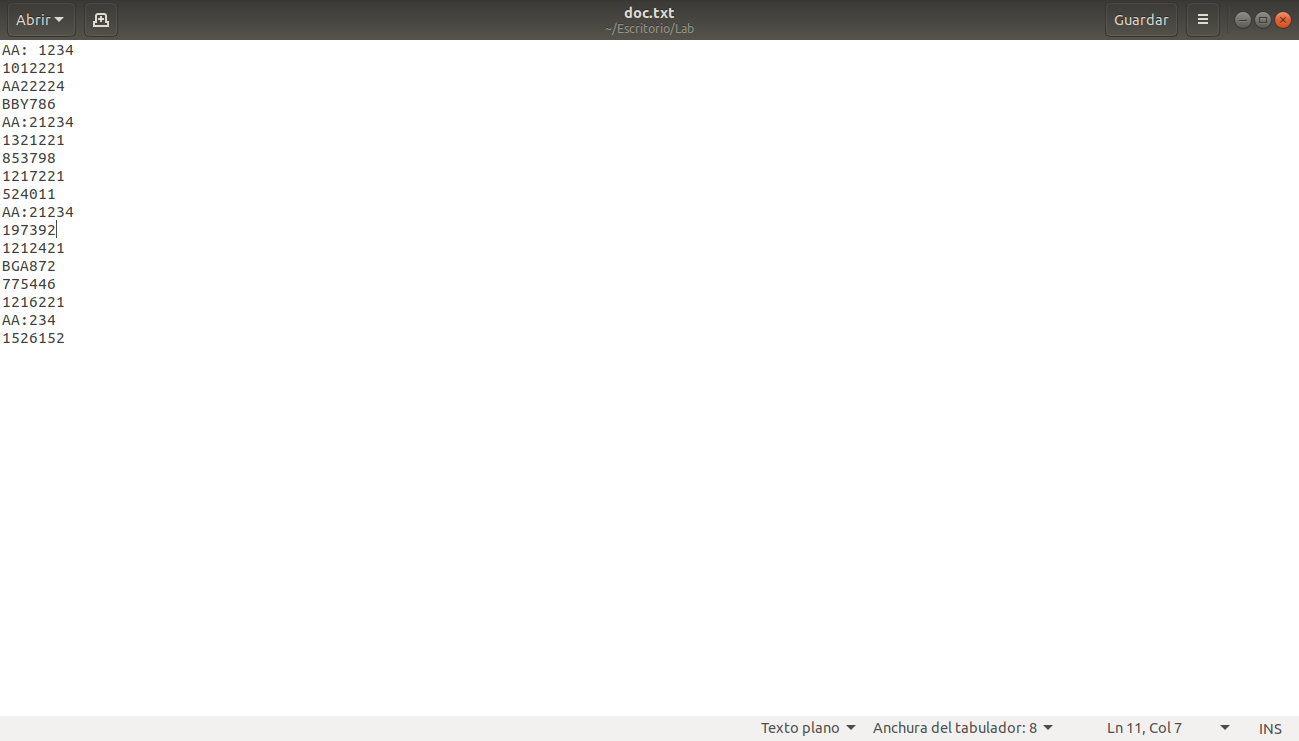 Abrir
doc.txt
~/Escritorio/Lab
Guardar
AA: 1234
1012221
AA22224
BBY786
AA:21234
1321221
853798
1217221
524011
AA:21234
197392
1212421
BGA872
775446
1216221
AA:234
1526152
Texto plano
Anchura del tabulador: 8
Ln 11, Col 7
INS